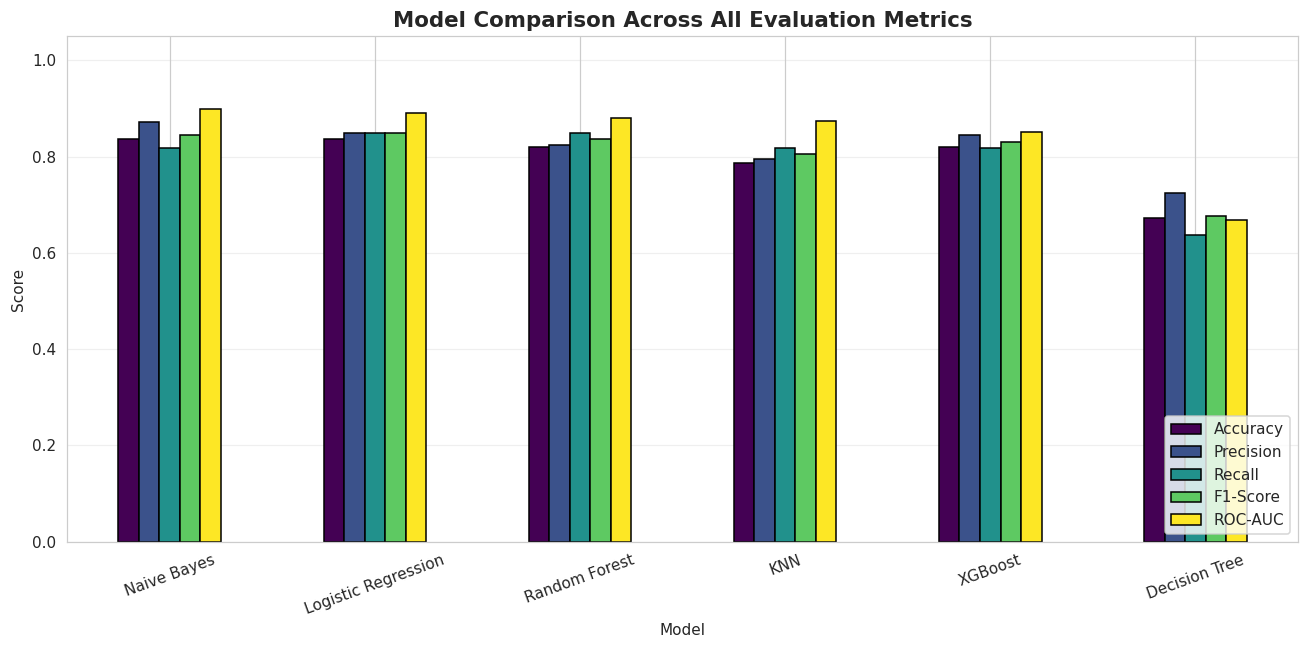 Model Comparison Across All Evaluation Metrics
1.0
0.8
0.6
0.4
0.2
0.0
Score
Naive Bayes
Logistic Regression
Random Forest
KNN
XGBoost
Decision Tree
Model
Accuracy
Precision
Recall
F1-Score
ROC-AUC